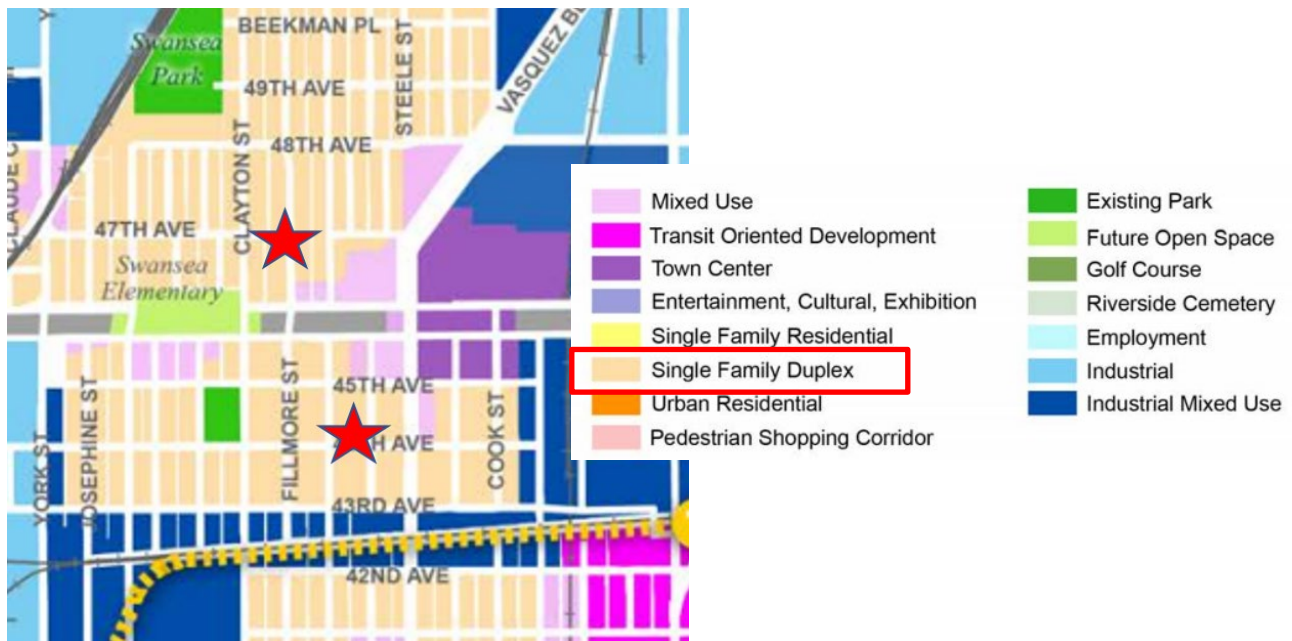 BEEKMAN PL
Swansea
Park
49TH AVE
STEELE ST
VASQUEZ
48TH AVE
CLAYTON ST
47TH AVE
Swansea
Elementary
45TH AVE
JOSEPHINE ST
FILLMORE ST
COOK ST
YORK ST
AVE
43RD AVE
42ND AVE
Mixed Use
Transit Oriented Development
Town Center
Entertainment, Cultural, Exhibition
Single Family Residential
Single Family Duplex
Urban Residential
Pedestrian Shopping Corridor
Existing Park
Future Open Space
Golf Course
Riverside Cemetery
Employment
Industrial
Industrial Mixed Use